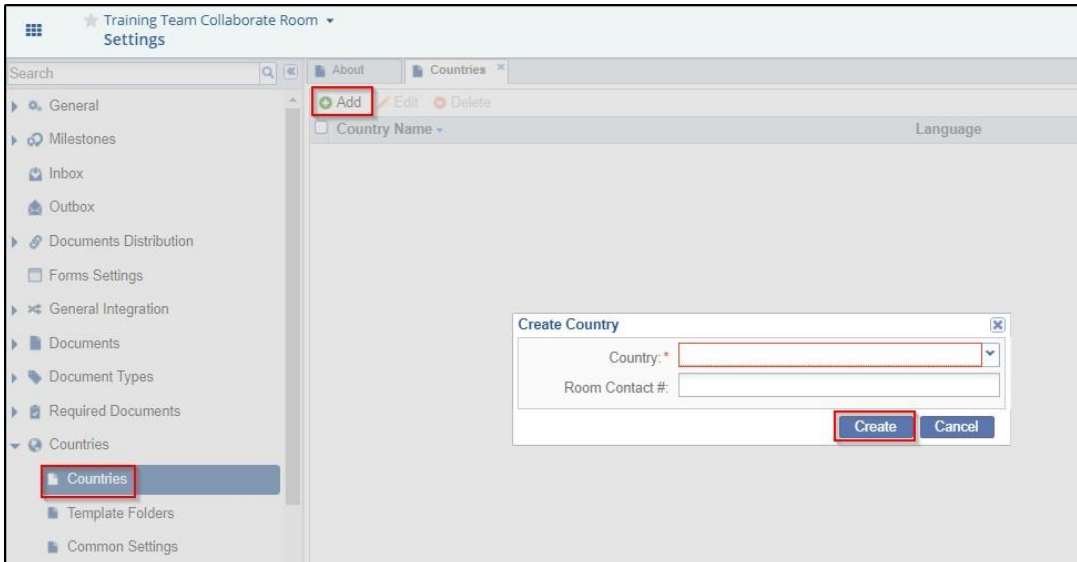 Training Team Collaborate Room
Settings
Search
About
Countries
General
Add
Edit
Delete
Country Name
Language
Milestones
Inbox
Outbox
Documents Distribution
Forms Settings
General Integration
Documents
Document Types
Required Documents
Countries
Countries
Template Folders
Common Settings
Create Country
Country:*
Room Contact #:
Create
Cancel